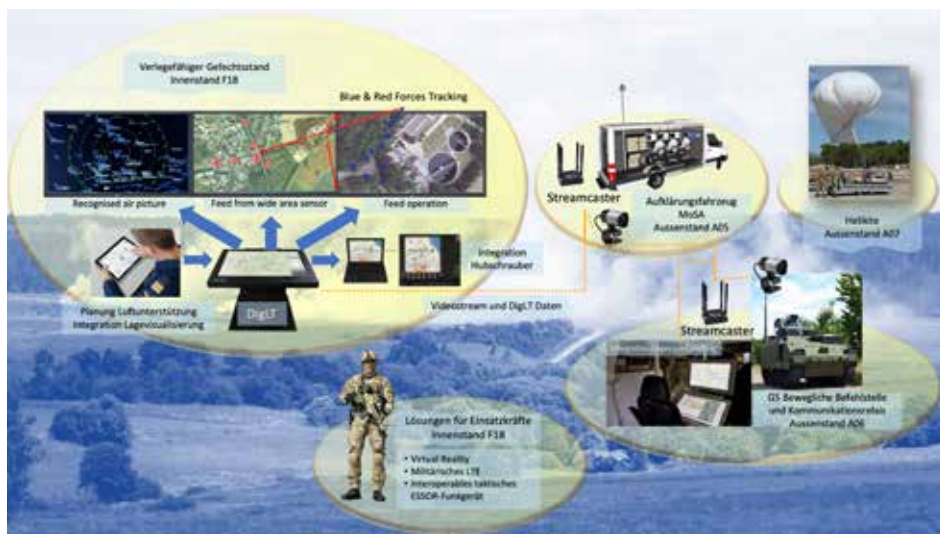 Verlegefähiger Gefechtsstand
Innenstand F18
Blue & Red Forces Tracking
Recognised air picture
Feed from wide area sensor
Feed operation
Planung Luftunterstützung
Integration Lagevisualisierung
DigLT
Integration
Hubschrauber
Videostream und DigLT Daten
Streamcaster
Aufklärungsfahrzeug
MoSA
Aussenstand A05
Helikite
Aussenstand A07
Streamcaster
G5 Bewegliche Befehlstelle
und Kommunikationsrelais
Aussenstand A06
Lösungen für Einsatzkräfte
Innenstand F18
• Virtual Reality
• Militärisches LTE
• Interoperables taktisches
ESSOR-Funkgerät